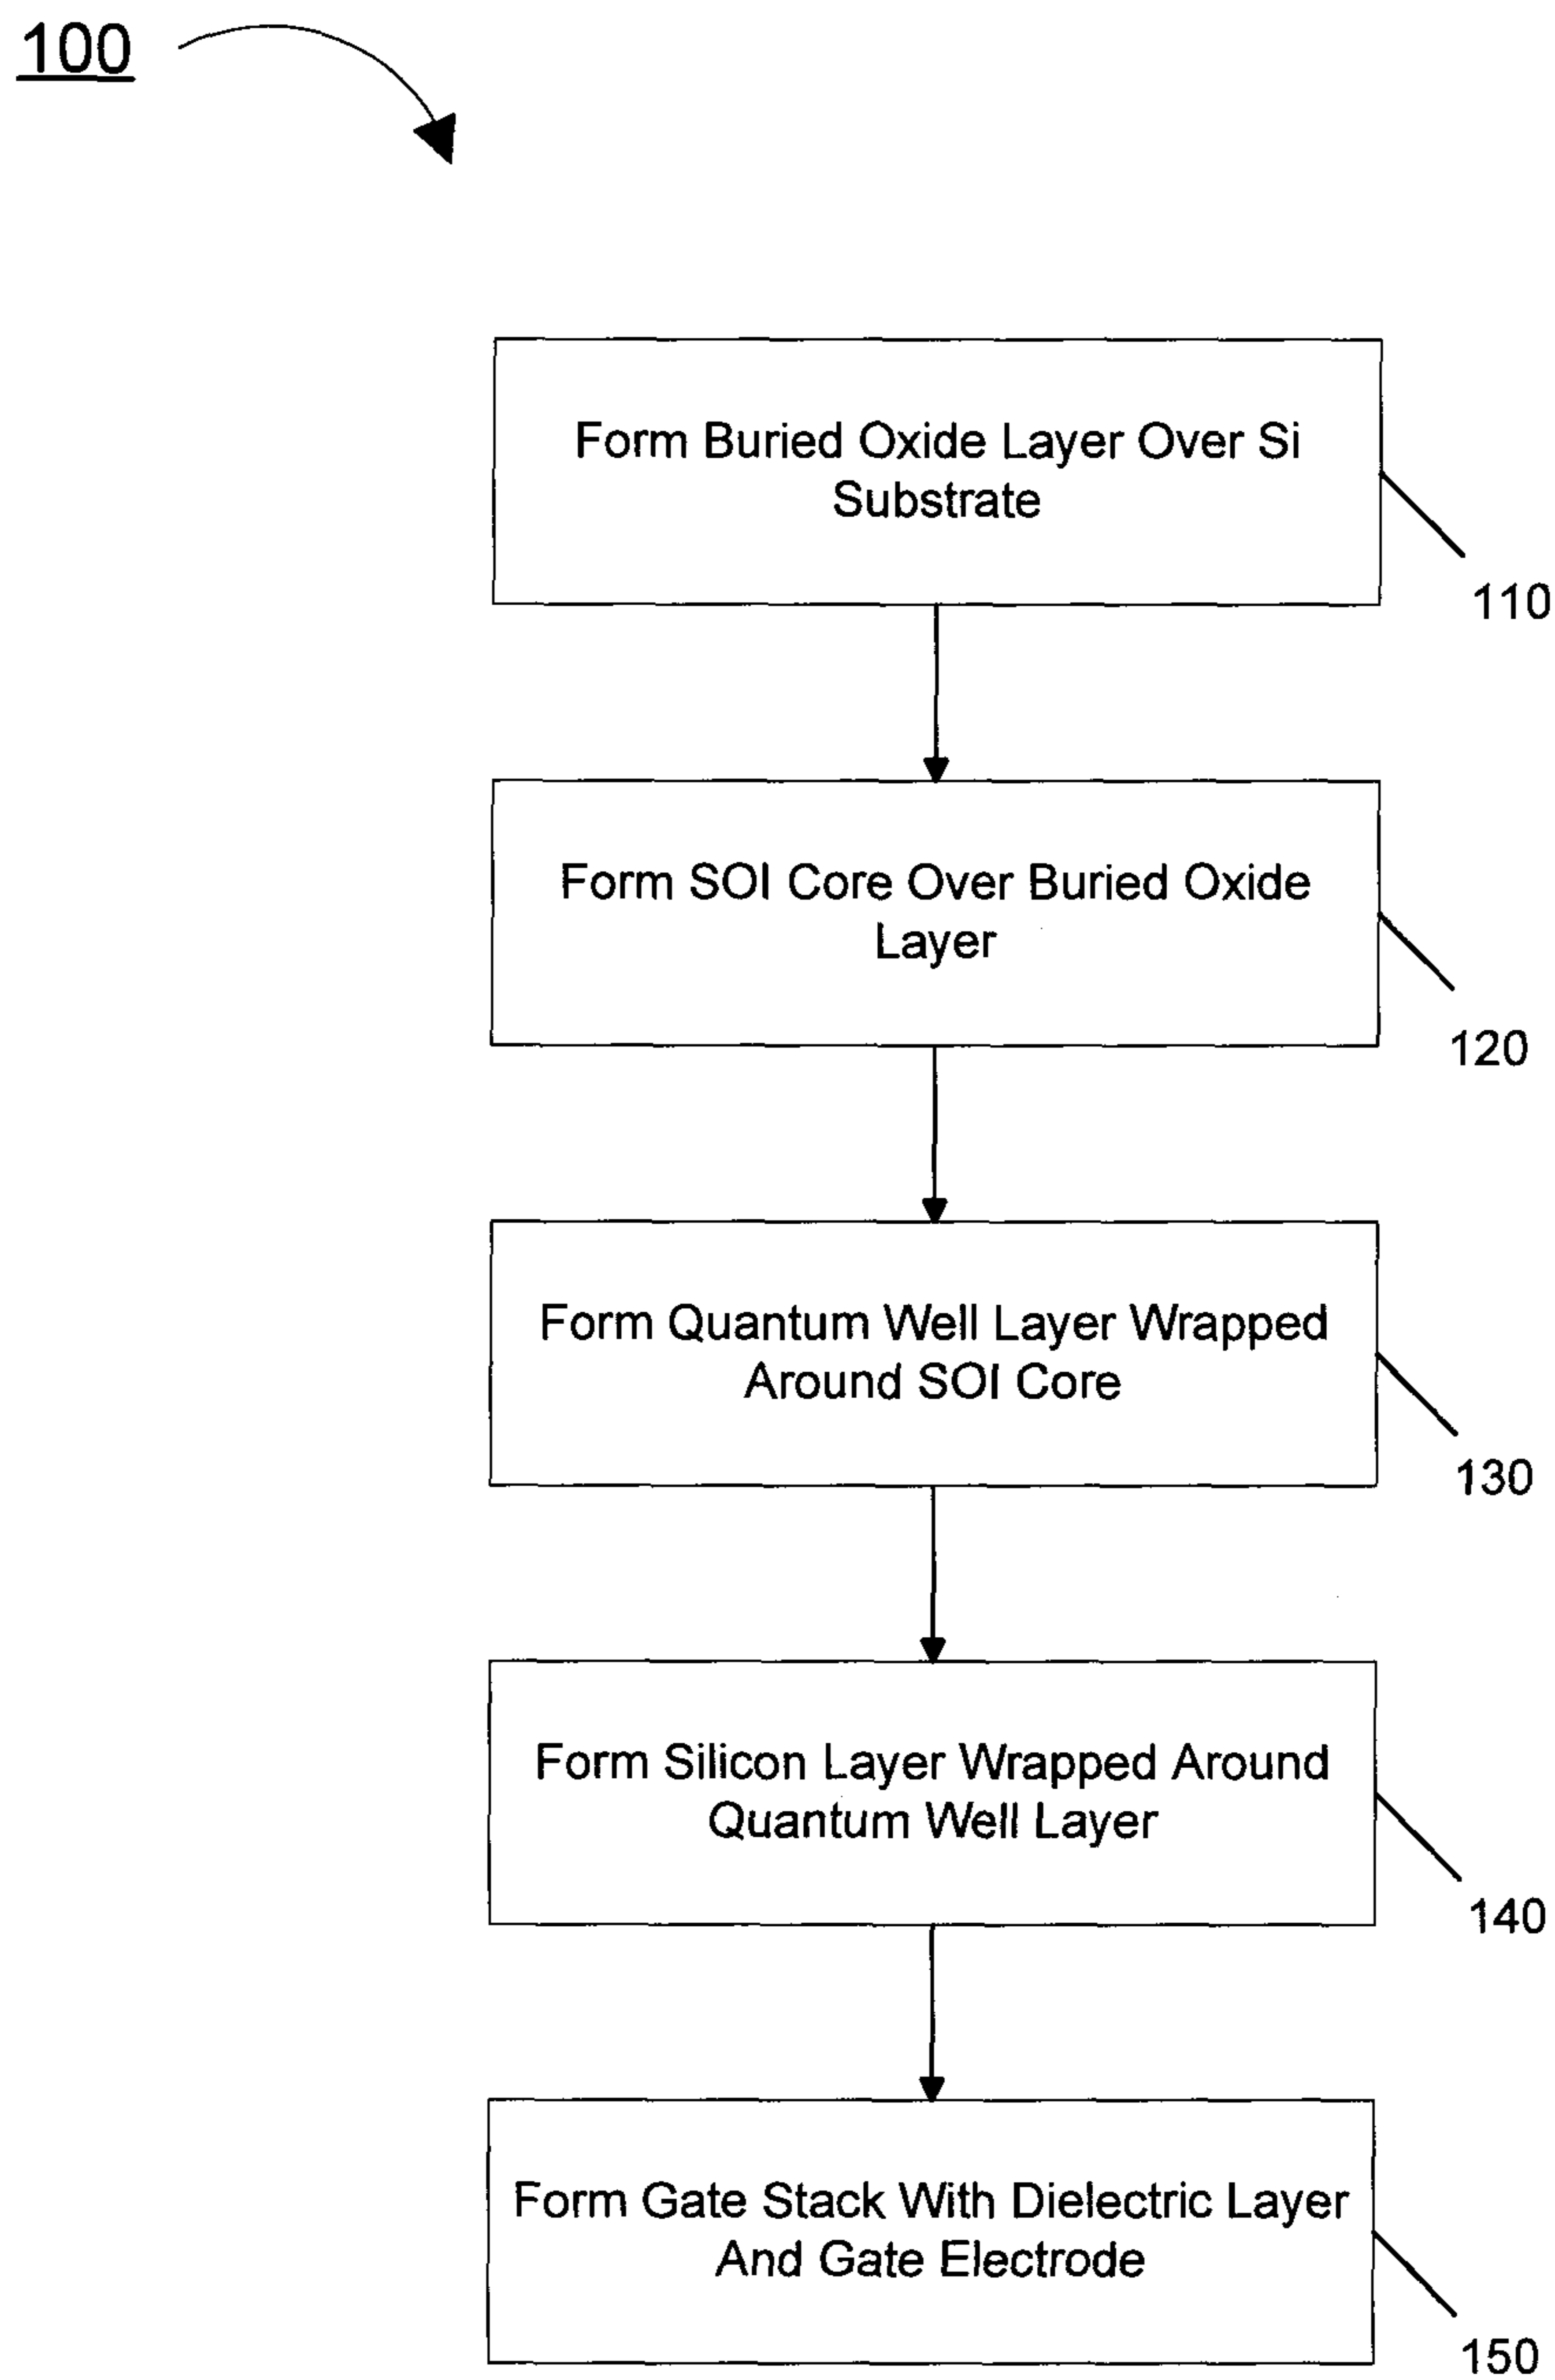 100
Form Buried Oxide Layer Over Si
Substrate
110
Form SOI Core Over Buried Oxide
Layer
120
Form Quantum Well Layer Wrapped
Around SOI Core
130
Form Silicon Layer Wrapped Around
Quantum Well Layer
140
Form Gate Stack With Dielectric Layer
And Gate Electrode
150